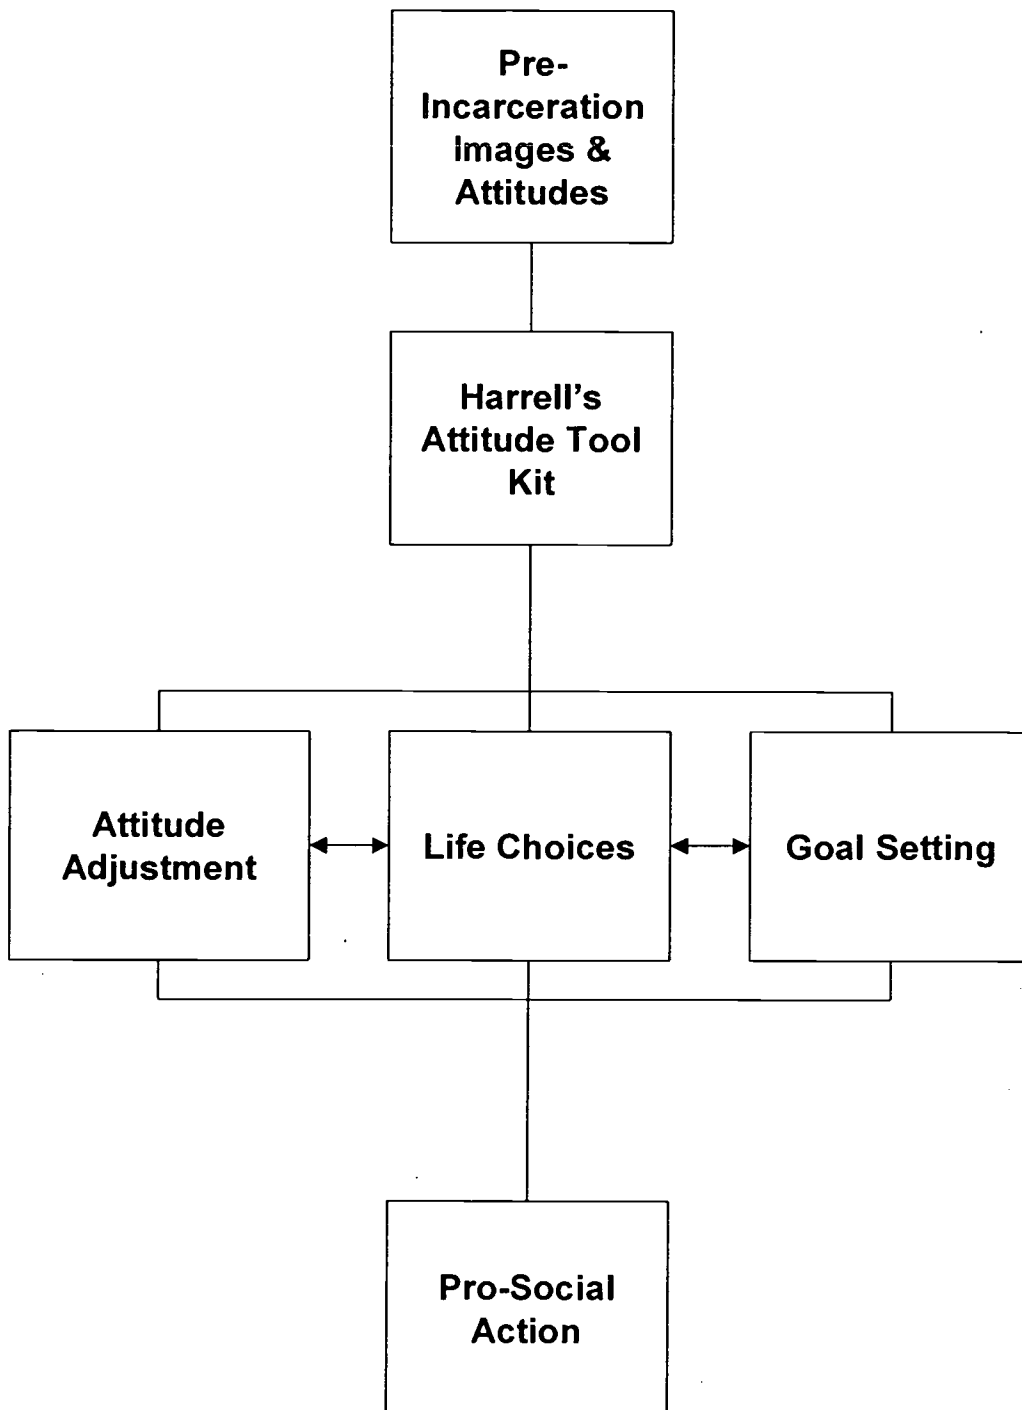 Pre-
Incarceration
Images &
Attitudes
Harrell's
Attitude Tool
Kit
Attitude
Adjustment
Life Choices
Goal Setting
Pro-Social
Action